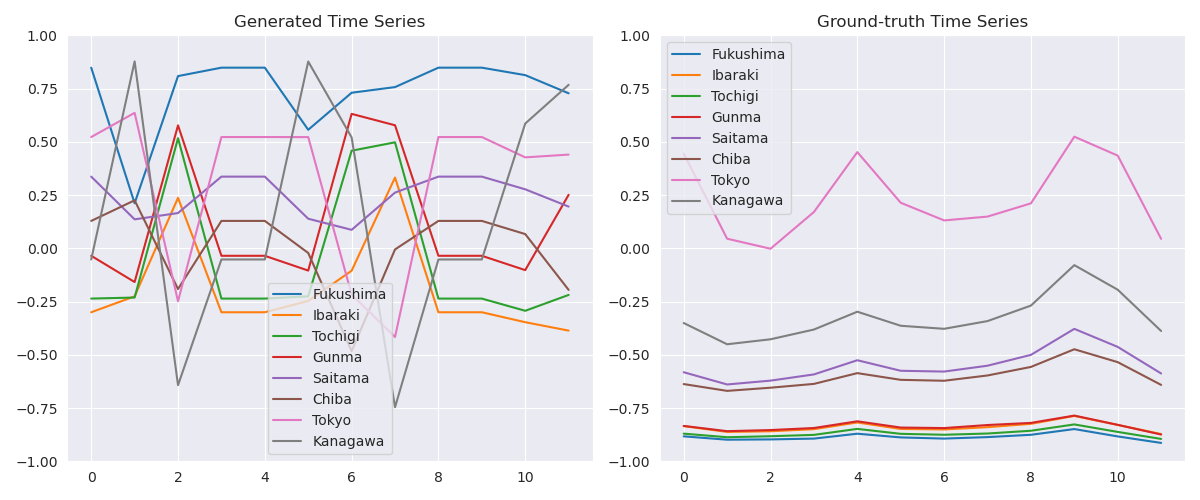 Generated Time Series
1.00
0.75
0.50
0.25
0.00
−0.25
−0.50
−0.75
−1.00
0 2 4 6 8 10
Fukushima
Ibaraki
Tochigi
Gunma
Saitama
Chiba
Tokyo
Kanagawa
Ground-truth Time Series
1.00
0.75
0.50
0.25
0.00
−0.25
−0.50
−0.75
−1.00
0 2 4 6 8 10
Fukushima
Ibaraki
Tochigi
Gunma
Saitama
Chiba
Tokyo
Kanagawa